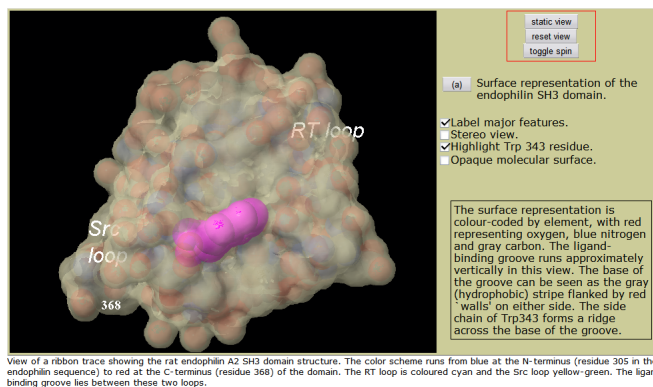 static view
reset view
toggle spin
(a) Surface representation of the
endophilin SH3 domain.
Label major features.
Stereo view.
Highlight Trp 343 residue.
Opaque molecular surface.
RT loop
Src
loop
368
The surface representation is
colour-coded by element, with red
representing oxygen, blue nitrogen
and gray carbon. The ligand-
binding groove runs approximately
vertically in this view. The base of
the groove can be seen as the gray
(hydrophobic) stripe flanked by red
`walls' on either side. The side
chain of Trp343 forms a ridge
across the base of the groove.
View of a ribbon trace showing the rat endophilin A2 SH3 domain structure. The color scheme runs from blue at the N-terminus (residue 305 in the
endophilin sequence) to red at the C-terminus (residue 368) of the domain. The RT loop is coloured cyan and the Src loop yellow-green. The ligan
binding groove lies between these two loops.